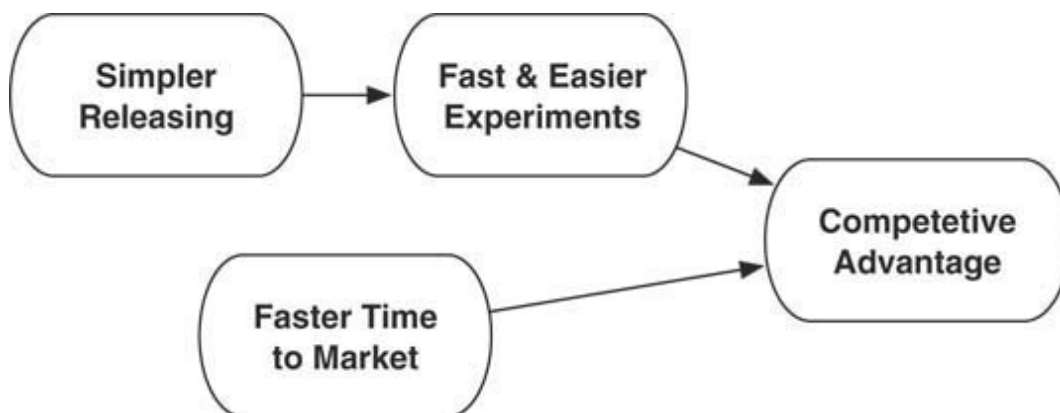 Simpler
Releasing
Fast & Easier
Experiments
Competetive
Advantage
Faster Time
to Market